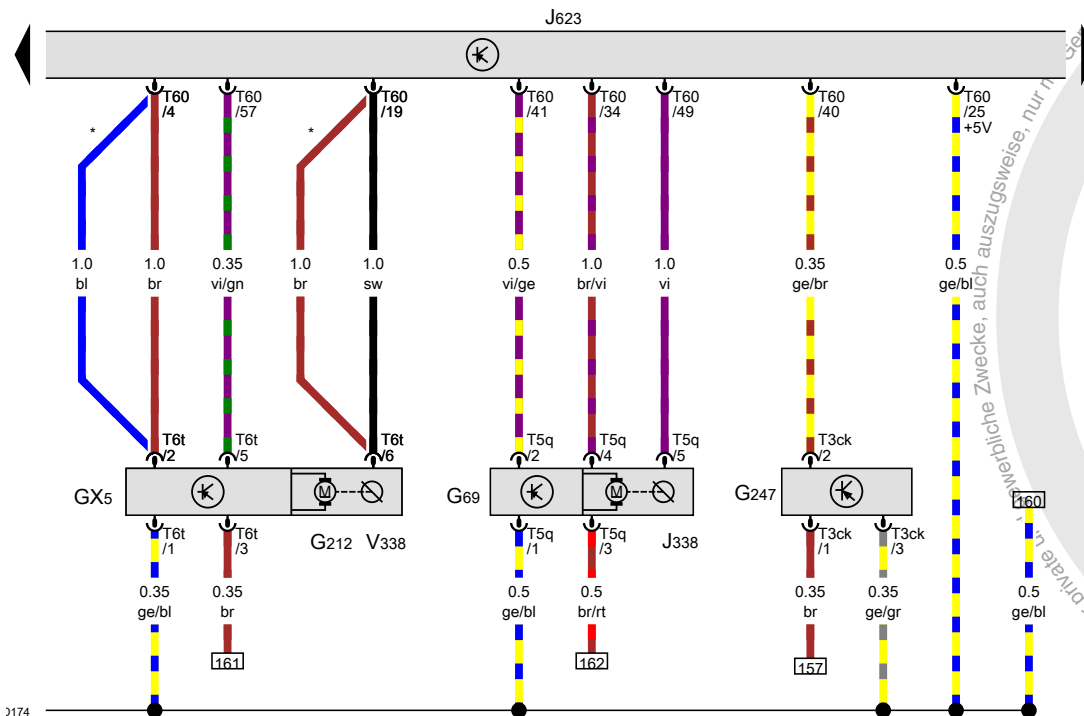 J623
T60 /4
T60 /57
T60 /19
T60 /41
T60 /34
T60 /49
T60 /40
T60 /25 +5V
*
*
1.0 bl
1.0 br
0.35 vi/gn
1.0 br
1.0 sw
0.5 vi/ge
1.0 br/vi
1.0 vi
0.35 ge/br
0.5 ge/bl
T6t /2
T6t /5
T6t /6
T5q /2
T5q /4
T5q /5
T3ck /2
GX5
M
G69
M
G247
160
G212
V338
J338
T6t /1
T6t /3
T5q /1
T5q /3
T3ck /1
T3ck /3
0.35 ge/bl
0.35 br
0.5 ge/bl
0.5 br/rt
0.35 br
0.35 ge/gr
0.5 ge/bl
161
162
157
D174
private
Zwecke, auch auszugsweise, nur